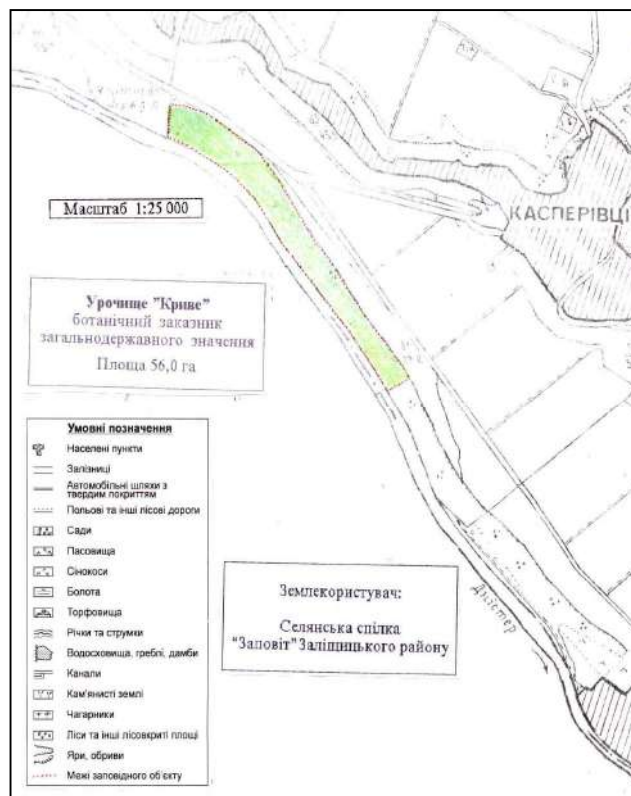 Масштаб 1:25 000
КАСПЕРІВЦІ
Урочище "Криве"
ботанічний заказник
загальнодержавного значення
Площа 56,0 га
Умовні позначення
Населені пункти
Залізниці
Автомобільні шляхи з
твердим покриттям
Польові та інші лісові дороги
Сади
Пасовища
Сінокоси
Болота
Торфовища
Річки та струмки
Водосховища, греблі, дамби
Канали
Кам'янисті землі
Чагарники
Ліси та інші лісовкриті площі
Яри, обриви
Межі заповідного об'єкту
Землекористувач:
Селянська спілка
"Заповіт" Заліщицького району
Дністер